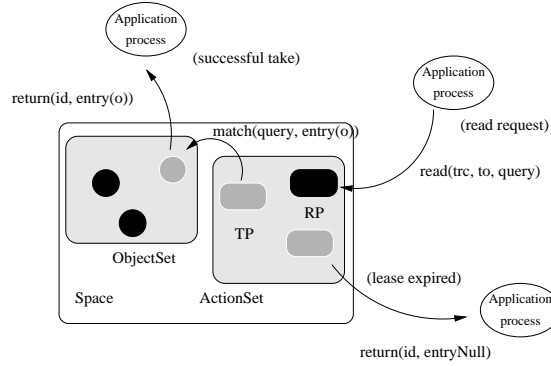 Application
process
(successful take)
return(id, entry(o))
Application
process
(read request)
match(query, entry(o))
read(trc, to, query)
TP
RP
ObjectSet
Space
ActionSet
(lease expired)
Application
process
return(id, entryNull)